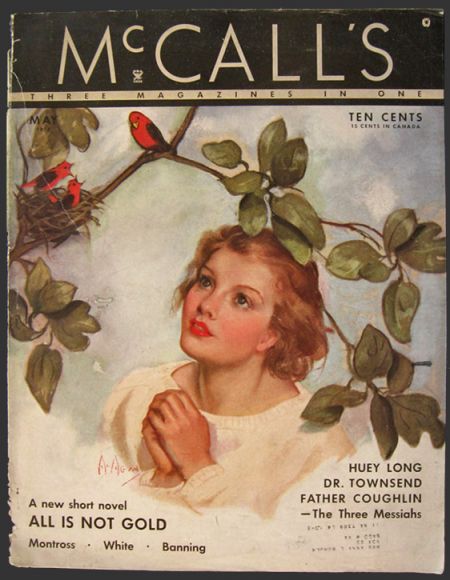 McCALL'S
THREE MAGAZINES IN ONE
MAY
TEN CENTS
15 CENTS IN CANADA
HUEY LONG
DR. TOWNSEND
FATHER COUGHLIN
—The Three Messiahs
A new short novel
ALL IS NOT GOLD
Montross · White · Banning